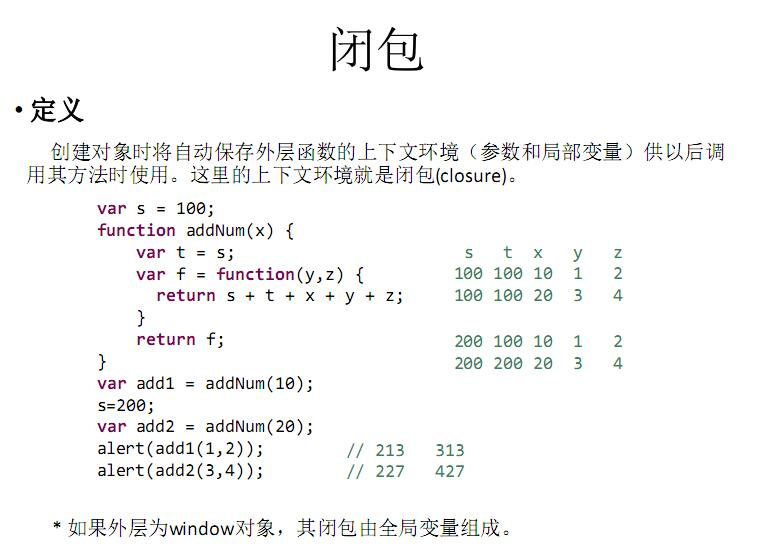 闭包
• 定义
创建对象时将自动保存外层函数的上下文环境（参数和局部变量）供以后调
用其方法时使用。这里的上下文环境就是闭包(closure)。
var s = 100;
function addNum(x) {
var t = s; s t x y z
var f = function(y,z) { 100 100 10 1 2
return s + t + x + y + z; 100 100 20 3 4
}
return f; 200 100 10 1 2
} 200 200 20 3 4
var add1 = addNum(10);
s=200;
var add2 = addNum(20);
alert(add1(1,2)); // 213 313
alert(add2(3,4)); // 227 427
* 如果外层为window对象，其闭包由全局变量组成。